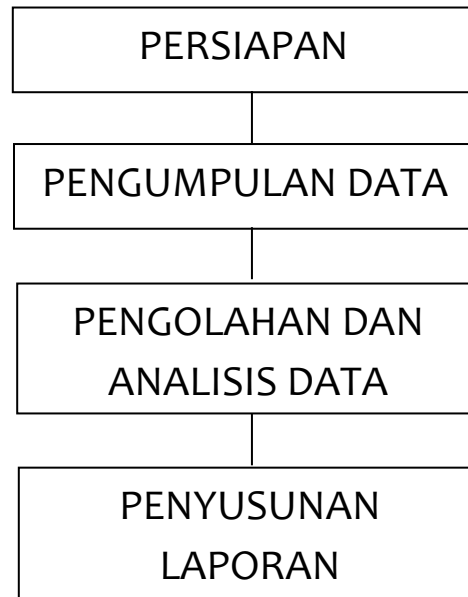 PERSIAPAN
PENGUMPULAN DATA
PENGOLAHAN DAN
ANALISIS DATA
PENYUSUNAN
LAPORAN